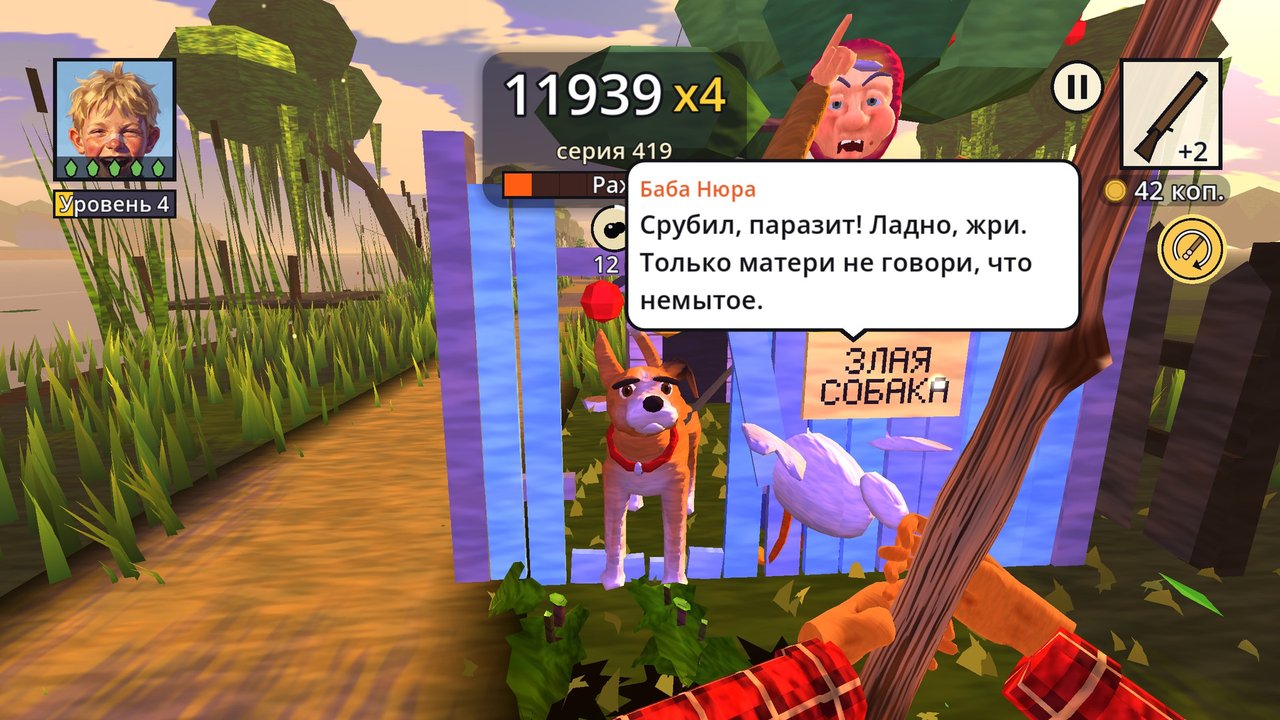 11939 x4
серия 419
Раж
12
Баба Нюра
Срубил, паразит! Ладно, жри.
Только матери не говори, что
немытое.
ЗЛАЯ
СОБАКА
Уровень 4
+2
42 коп.